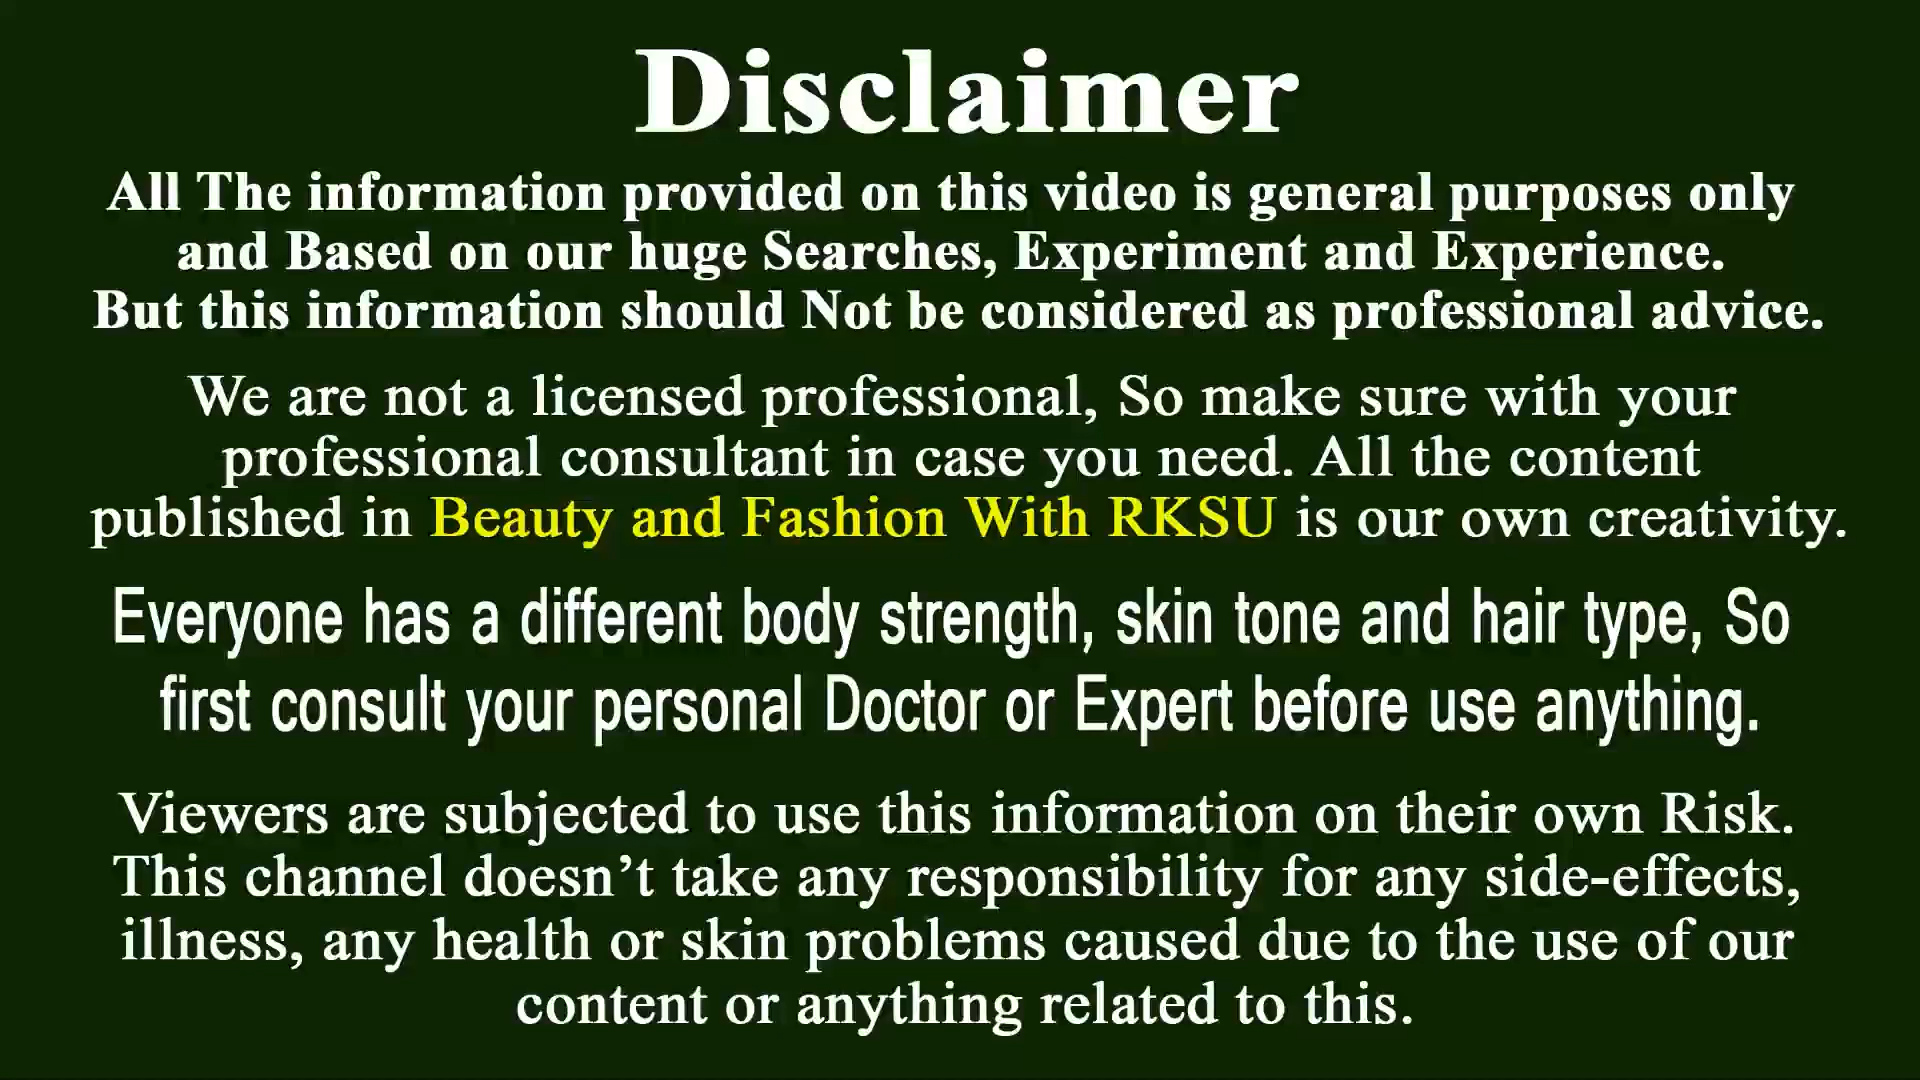 Disclaimer
All The information provided on this video is general purposes only
and Based on our huge Searches, Experiment and Experience.
But this information should Not be considered as professional advice.
We are not a licensed professional, So make sure with your
professional consultant in case you need. All the content
published in Beauty and Fashion With RKSU is our own creativity.
Everyone has a different body strength, skin tone and hair type, So
first consult your personal Doctor or Expert before use anything.
Viewers are subjected to use this information on their own Risk.
This channel doesn’t take any responsibility for any side-effects,
illness, any health or skin problems caused due to the use of our
content or anything related to this.